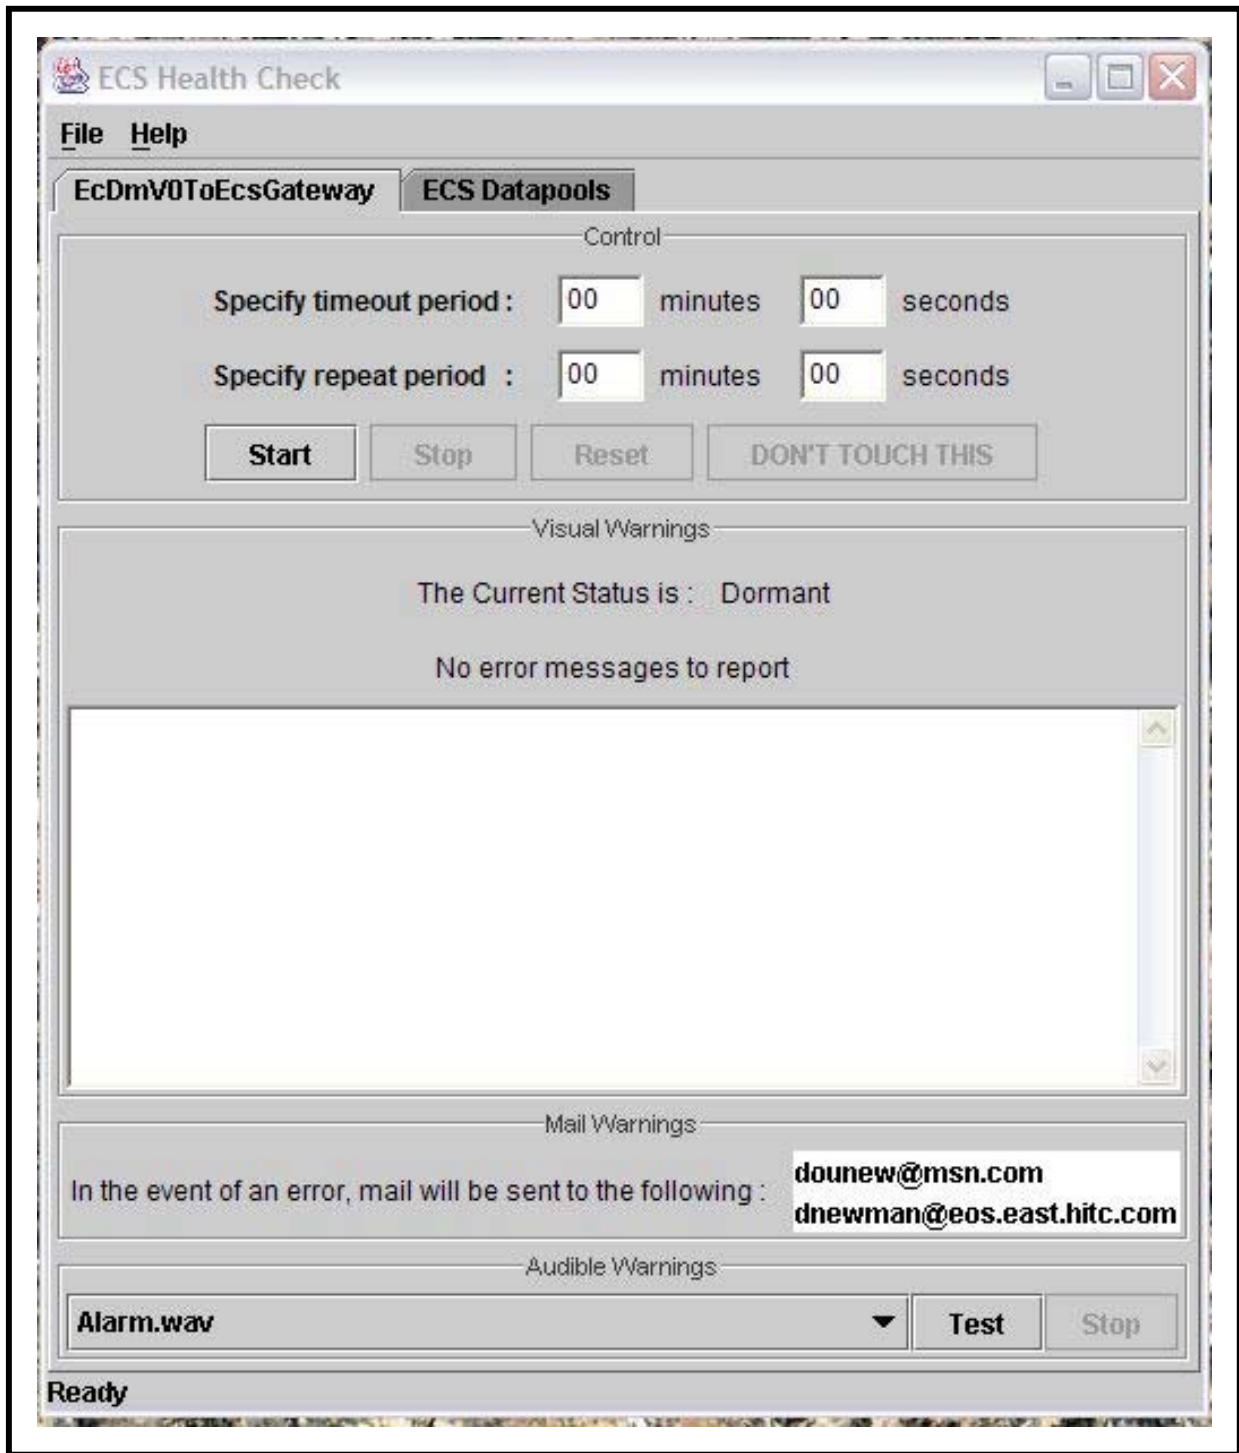 ECS Health Check
File Help
EcDmV0ToEcsGateway ECS Datapools
Control
Specify timeout period : 00 minutes 00 seconds
Specify repeat period : 00 minutes 00 seconds
Start Stop Reset DON'T TOUCH THIS
Visual Warnings
The Current Status is : Dormant
No error messages to report
Mail Warnings
In the event of an error, mail will be sent to the following :
dounew@msn.com
dnewman@eos.east.hitc.com
Audible Warnings
Alarm.wav Test Stop
Ready